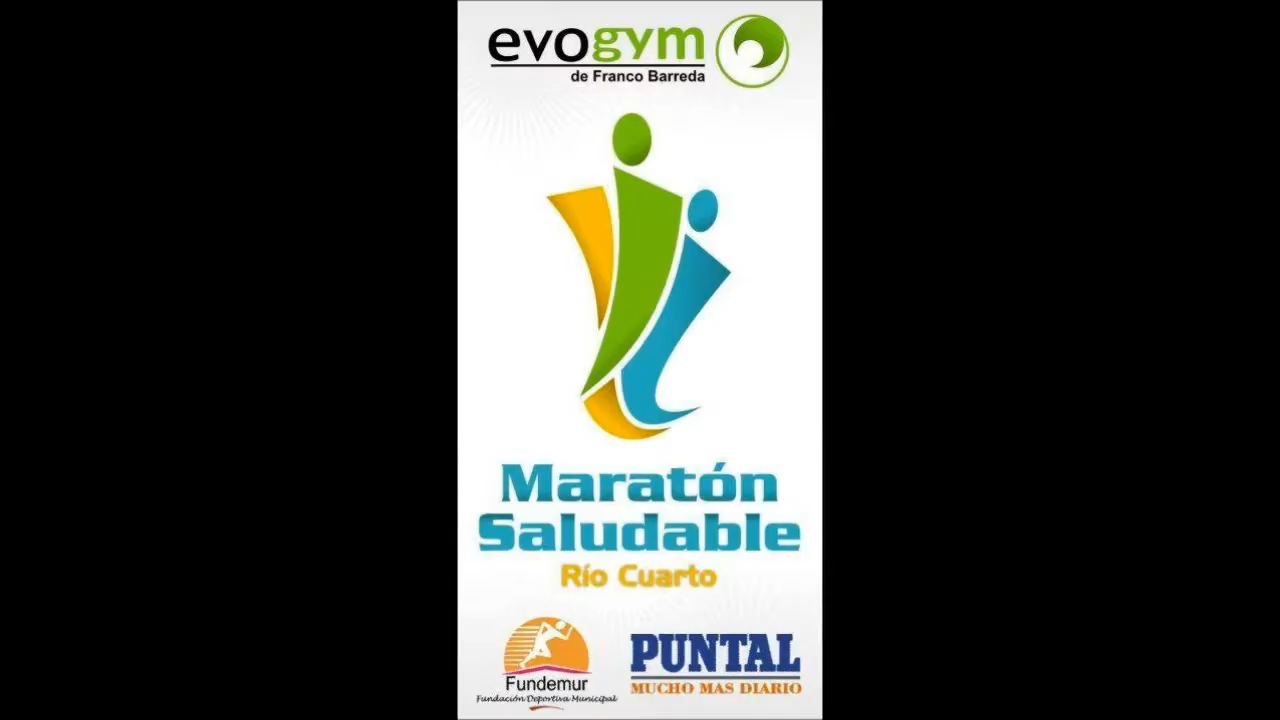 evogym
de Franco Barreda
Maratón
Saludable
Río Cuarto
Fundemur
Fundación Deportiva Municipal
PUNTAL
MUCHO MAS DIARIO